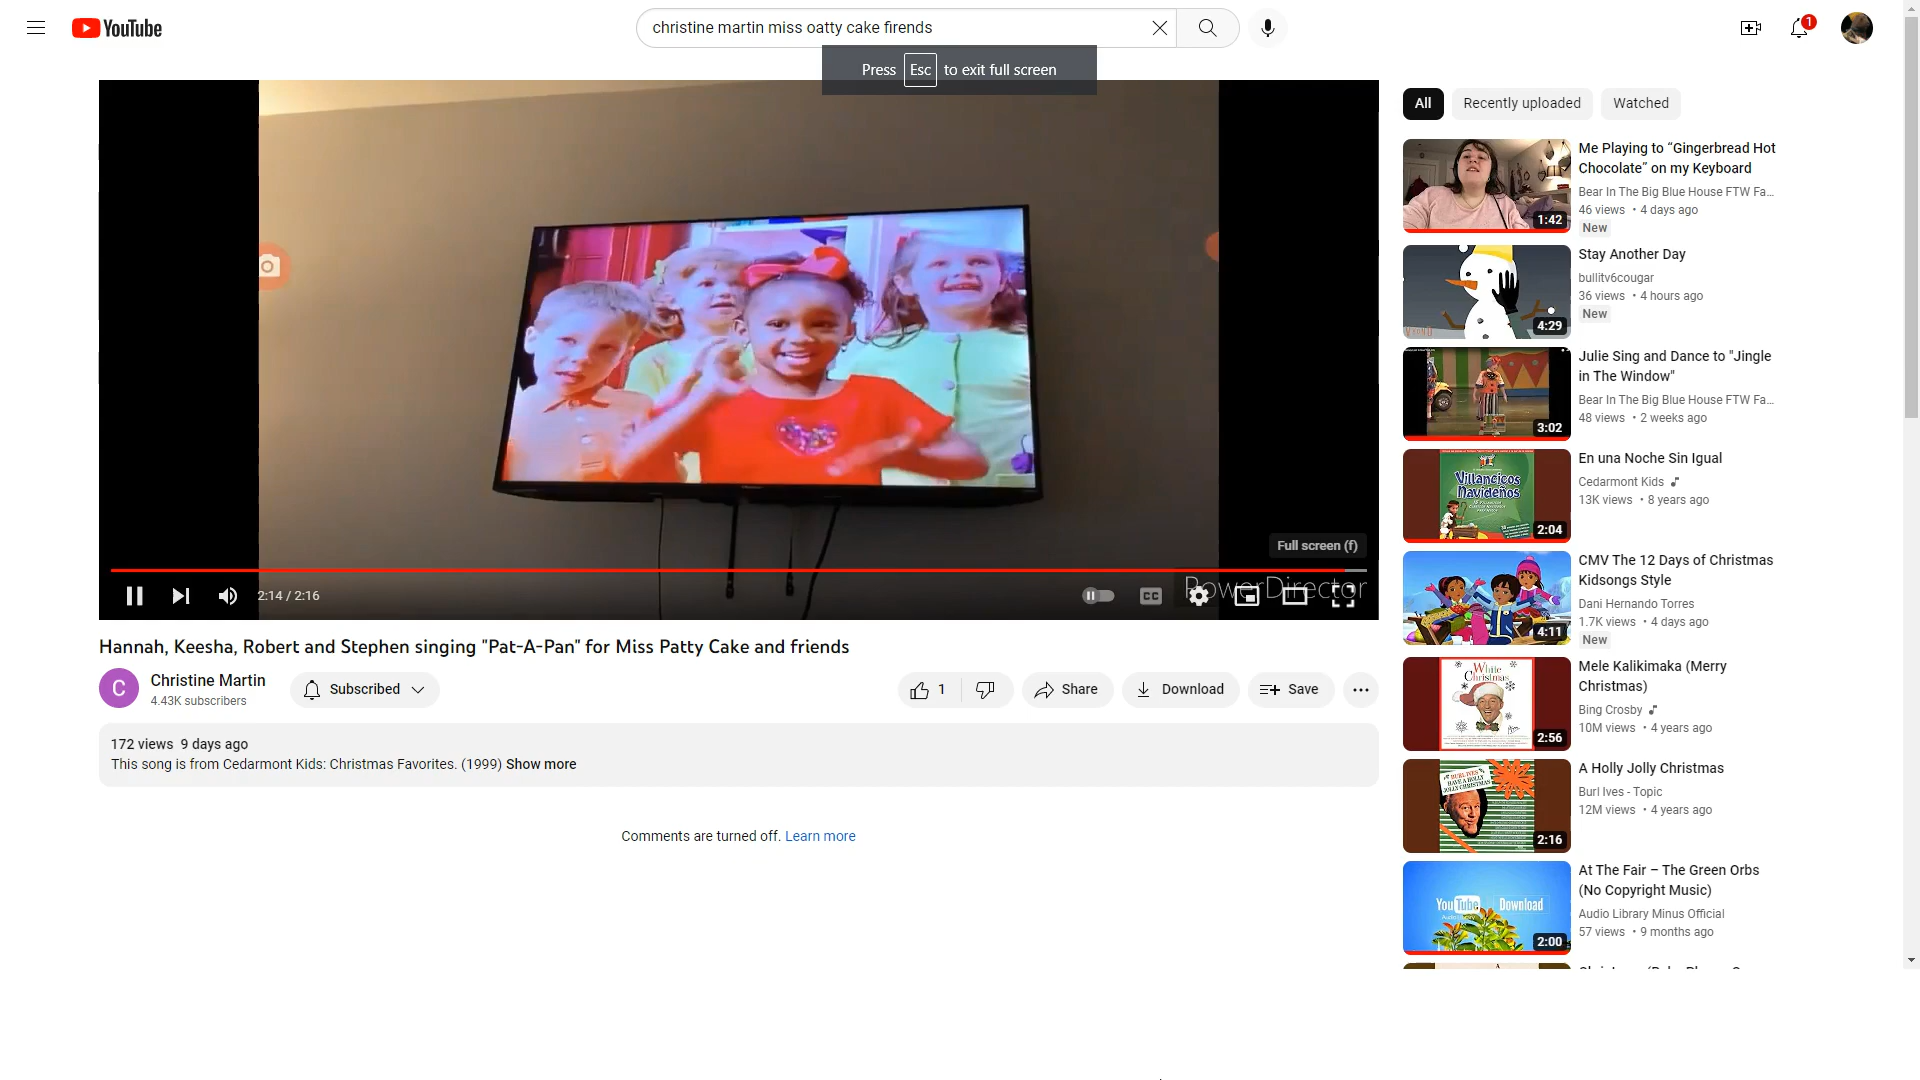 YouTube
christine martin miss oatty cake firends
1
Press Esc to exit full screen
All
Recently uploaded
Watched
Full screen (f)
PowerDirector
2:14 / 2:16
CC
Hannah, Keesha, Robert and Stephen singing "Pat-A-Pan" for Miss Patty Cake and friends
C
Christine Martin
4.43K subscribers
Subscribed
1
Share
Download
Save
172 views 9 days ago
This song is from Cedarmont Kids: Christmas Favorites. (1999) Show more
Comments are turned off. Learn more
1:42
Me Playing to “Gingerbread Hot
Chocolate” on my Keyboard
Bear In The Big Blue House FTW Fa...
46 views • 4 days ago
New
4:29
Stay Another Day
bullitv6cougar
36 views • 4 hours ago
New
3:02
Julie Sing and Dance to "Jingle
in The Window"
Bear In The Big Blue House FTW Fa...
48 views • 2 weeks ago
Villancicos
Navideños
2:04
En una Noche Sin Igual
Cedarmont Kids
13K views • 8 years ago
4:11
CMV The 12 Days of Christmas
Kidsongs Style
Dani Hernando Torres
1.7K views • 4 days ago
New
White
Christmas
2:56
Mele Kalikimaka (Merry
Christmas)
Bing Crosby
10M views • 4 years ago
BURL IVES
HAVE A HOLLY
JOLLY CHRISTMAS
2:16
A Holly Jolly Christmas
Burl Ives - Topic
12M views • 4 years ago
YouTube Download
2:00
At The Fair – The Green Orbs
(No Copyright Music)
Audio Library Minus Official
57 views • 9 months ago